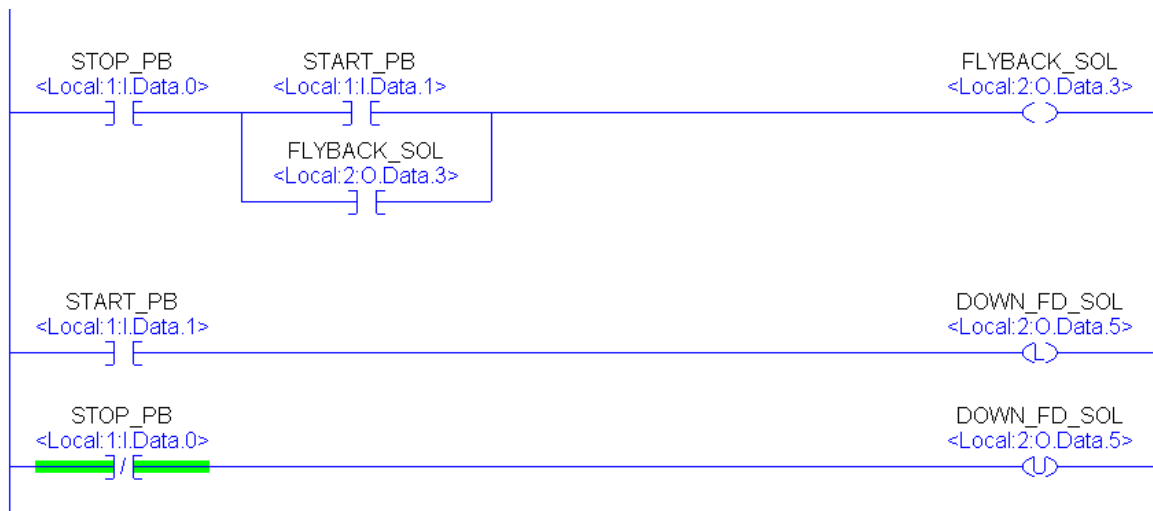 STOP_PB
<Local:1:I.Data.0>
START_PB
<Local:1:I.Data.1>
FLYBACK_SOL
<Local:2:O.Data.3>
FLYBACK_SOL
<Local:2:O.Data.3>
START_PB
<Local:1:I.Data.1>
DOWN_FD_SOL
<Local:2:O.Data.5>
L
STOP_PB
<Local:1:I.Data.0>
/
DOWN_FD_SOL
<Local:2:O.Data.5>
U